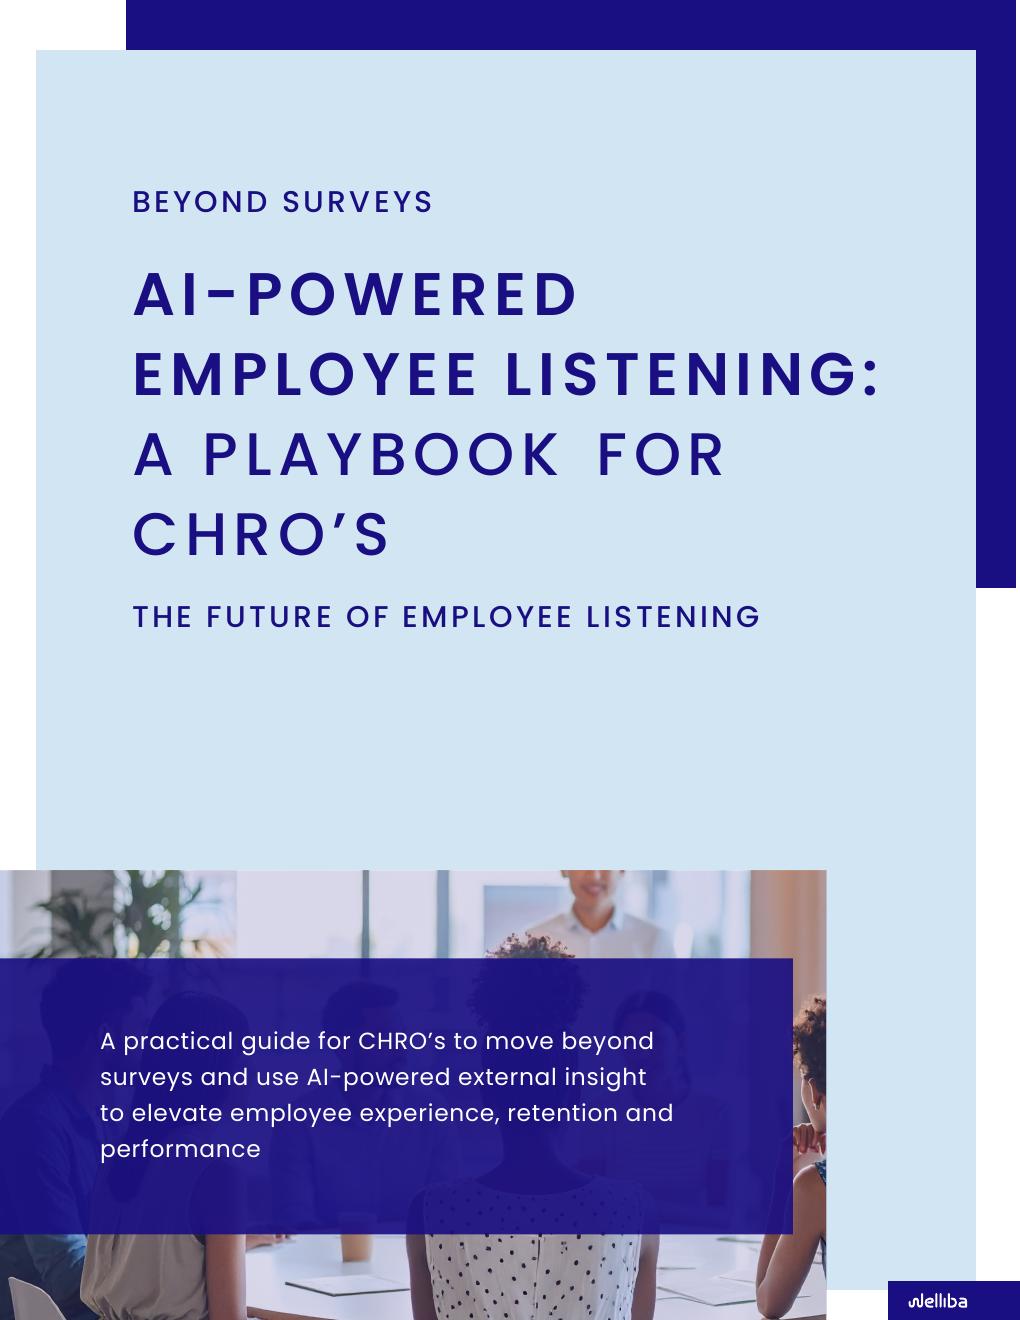 BEYOND SURVEYS
AI-POWERED
EMPLOYEE LISTENING:
A PLAYBOOK FOR
CHRO’S
THE FUTURE OF EMPLOYEE LISTENING
A practical guide for CHRO’s to move beyond
surveys and use AI-powered external insight
to elevate employee experience, retention and
performance
Welliba